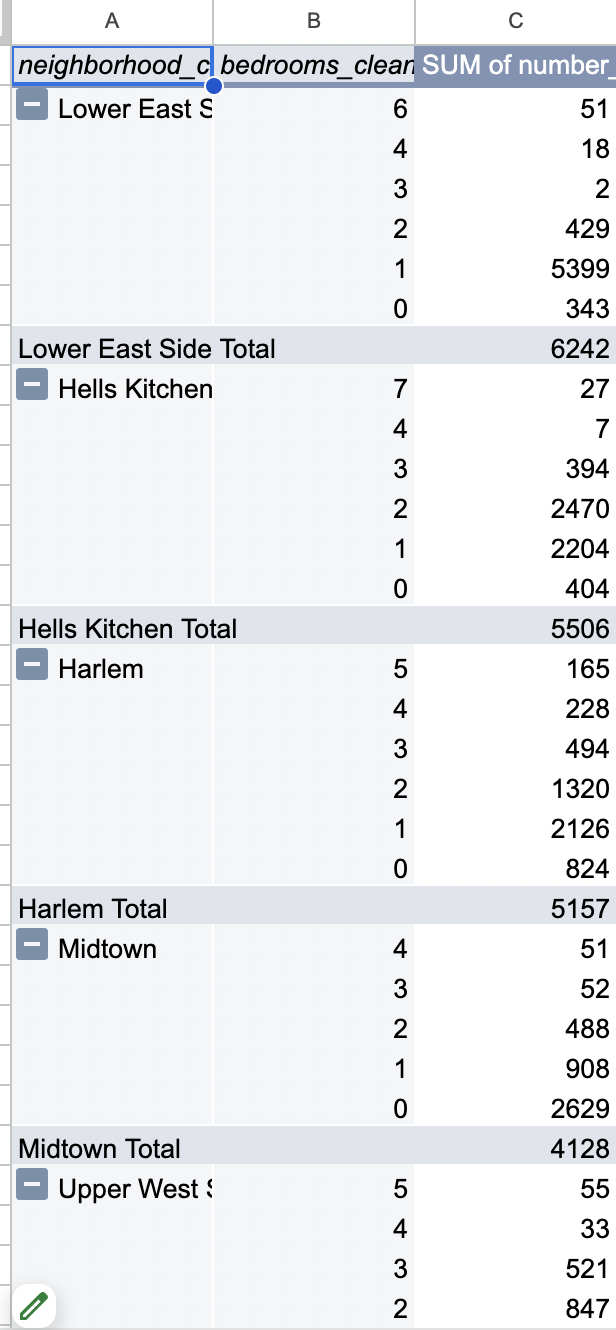 A B C
neighborhood_c bedrooms_clean SUM of number_
Lower East S 6 51
4 18
3 2
2 429
1 5399
0 343
Lower East Side Total 6242
Hells Kitchen 7 27
4 7
3 394
2 2470
1 2204
0 404
Hells Kitchen Total 5506
Harlem 5 165
4 228
3 494
2 1320
1 2126
0 824
Harlem Total 5157
Midtown 4 51
3 52
2 488
1 908
0 2629
Midtown Total 4128
Upper West S 5 55
4 33
3 521
2 847